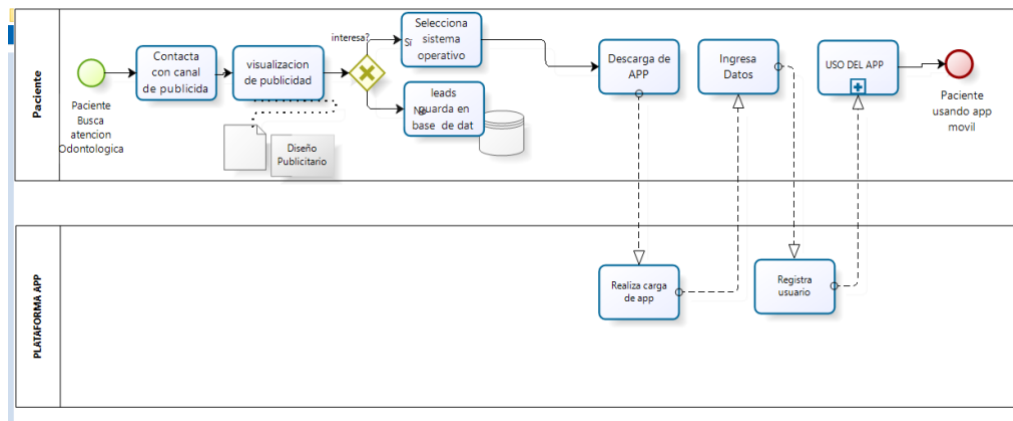 Paciente
Paciente
Busca
atencion
Odontologica
Contacta
con canal
de publicida
visualizacion
de publicidad
Diseño
Publicitario
interesa?
Si
Selecciona
sistema
operativo
No
leads
guarda en
base de dat
Descarga de
APP
Ingresa
Datos
USO DEL APP
Paciente
usando app
movil
PLATAFORMA APP
Realiza carga
de app
Registra
usuario